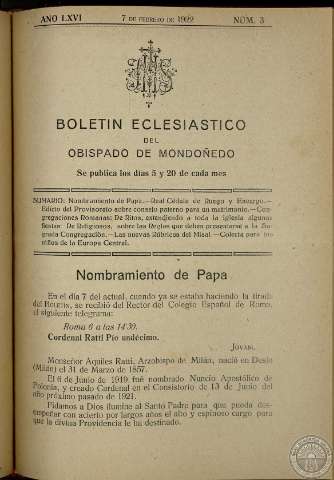 AÑO LXVI 7 DE FEBRERO DE 1922 NÚM. 3
BOLETIN ECLESIASTICO
DEL
OBISPADO DE MONDOÑEDO
Se publica los días 5 y 20 de cada mes
SUMARIO: Nombramiento de Papa.—Real Cédula de Ruego y Encargo.—
Edicto del Provisorato sobre consejo paterno para un matrimonio.—Con-
gregaciones Romanas: De Ritos, extendiendo a toda la iglesia algunas
fiestas: De Religiosos, sobre las Reglas que deben presentarse a la Sa-
grada Congregación.—Las nuevas Rúbricas del Misal.—Colecta para los
niños de la Europa Central.
Nombramiento de Papa
En el día 7 del actual, cuando ya se estaba haciendo la tirada
del BOLETIN, se recibió del Rector del Colegio Español de Roma,
el siguiente telegrama:
Roma 6 a las 14'30.
Cardenal Ratti Pío undécimo.
JOVANI.
Monseñor Aquiles Ratti, Arzobispo de Milán, nació en Desio
(Milán) el 31 de Marzo de 1857.
El 6 de Junio de 1919 fué nombrado Nuncio Apostólico de
Polonia, y creado Cardenal en el Consistorio de 13 de Junio del
año próximo pasado de 1921.
Pidamos a Dios ilumine al Santo Padre para que pueda des-
empeñar con acierto por largos años el alto y espinoso cargo para
que la divina Providencia le ha destinado.